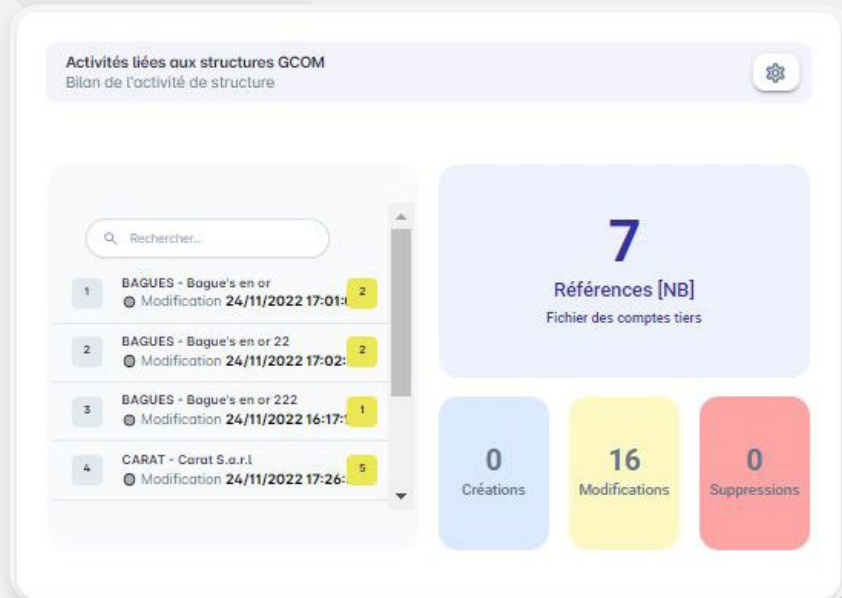 Activités liées aux structures GCOM
Bilan de l'activité de structure
Rechercher..
1
BAGUES - Bague's en or
Modification 24/11/2022 17:01:
2
2
BAGUES - Bague's en or 22
Modification 24/11/2022 17:02:
2
3
BAGUES - Bague's en or 222
Modification 24/11/2022 16:17:
1
4
CARAT - Carat S.a.r.l
Modification 24/11/2022 17:26:
5
7
Références [NB]
Fichier des comptes tiers
0
Créations
16
Modifications
0
Suppressions